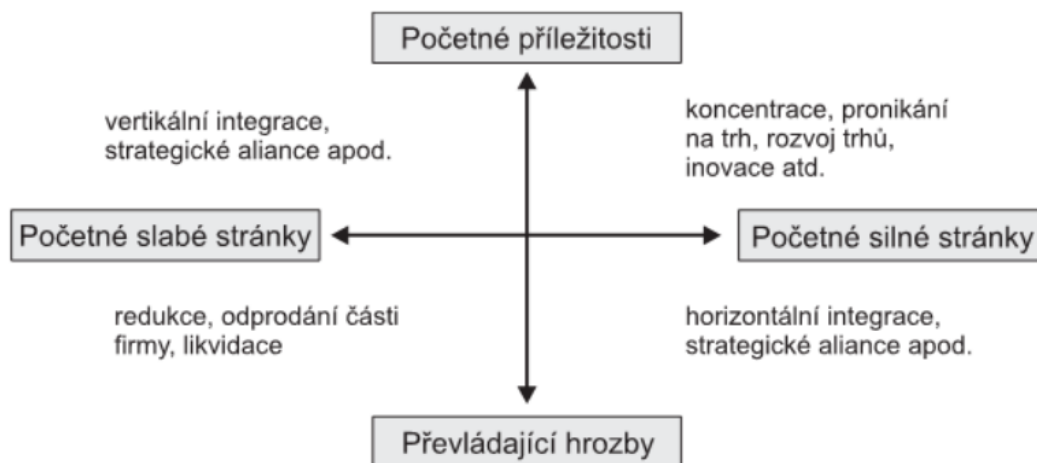 Početné příležitosti
vertikální integrace,
strategické aliance apod.
koncentrace, pronikání
na trh, rozvoj trhů,
inovace atd.
Početné slabé stránky
Početné silné stránky
redukce, odprodání části
firmy, likvidace
horizontální integrace,
strategické aliance apod.
Převládající hrozby